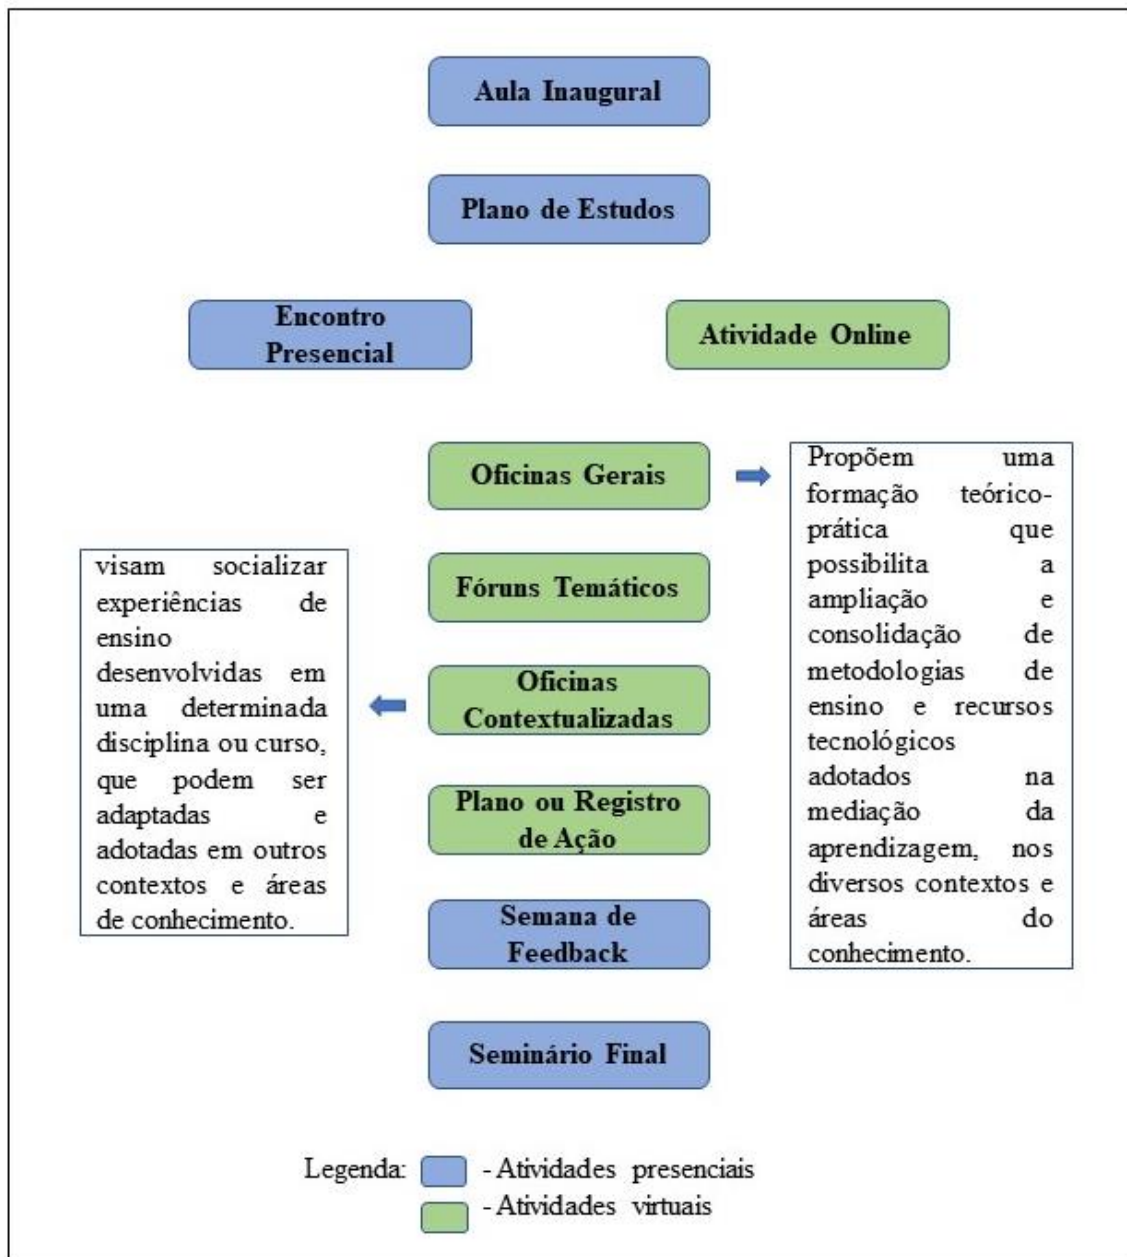 Aula Inaugural
Plano de Estudos
Encontro
Presencial
Atividade Online
Oficinas Gerais
Propõem uma
formação teórico-
prática que
possibilita a
ampliação e
consolidação de
metodologias de
ensino e recursos
tecnológicos
adotados na
mediação da
aprendizagem, nos
diversos contextos e
áreas do
conhecimento.
Fóruns Temáticos
Oficinas
Contextualizadas
visam socializar
experiências de
ensino
desenvolvidas em
uma determinada
disciplina ou curso,
que podem ser
adaptadas e
adotadas em outros
contextos e áreas
de conhecimento.
Plano ou Registro
de Ação
Semana de
Feedback
Seminário Final
Legenda:
- Atividades presenciais
- Atividades virtuais